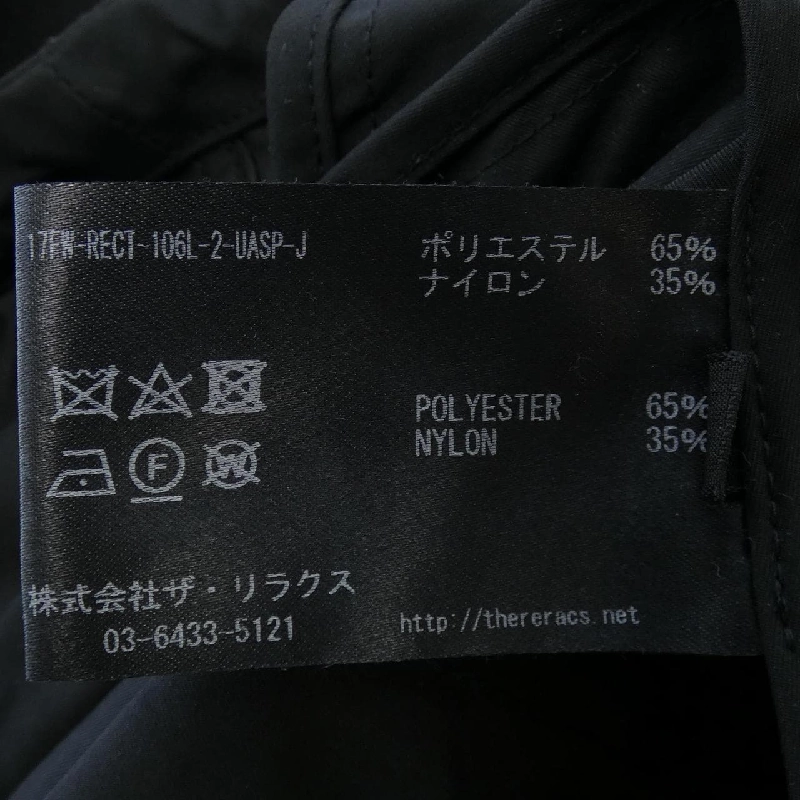 17FW-RECT-106L-2-UASP-J
ポリエステル 65%
ナイロン 35%
POLYESTER 65%
NYLON 35%
F W
株式会社ザ・リラクス
03-6433-5121
http://thereracs.net